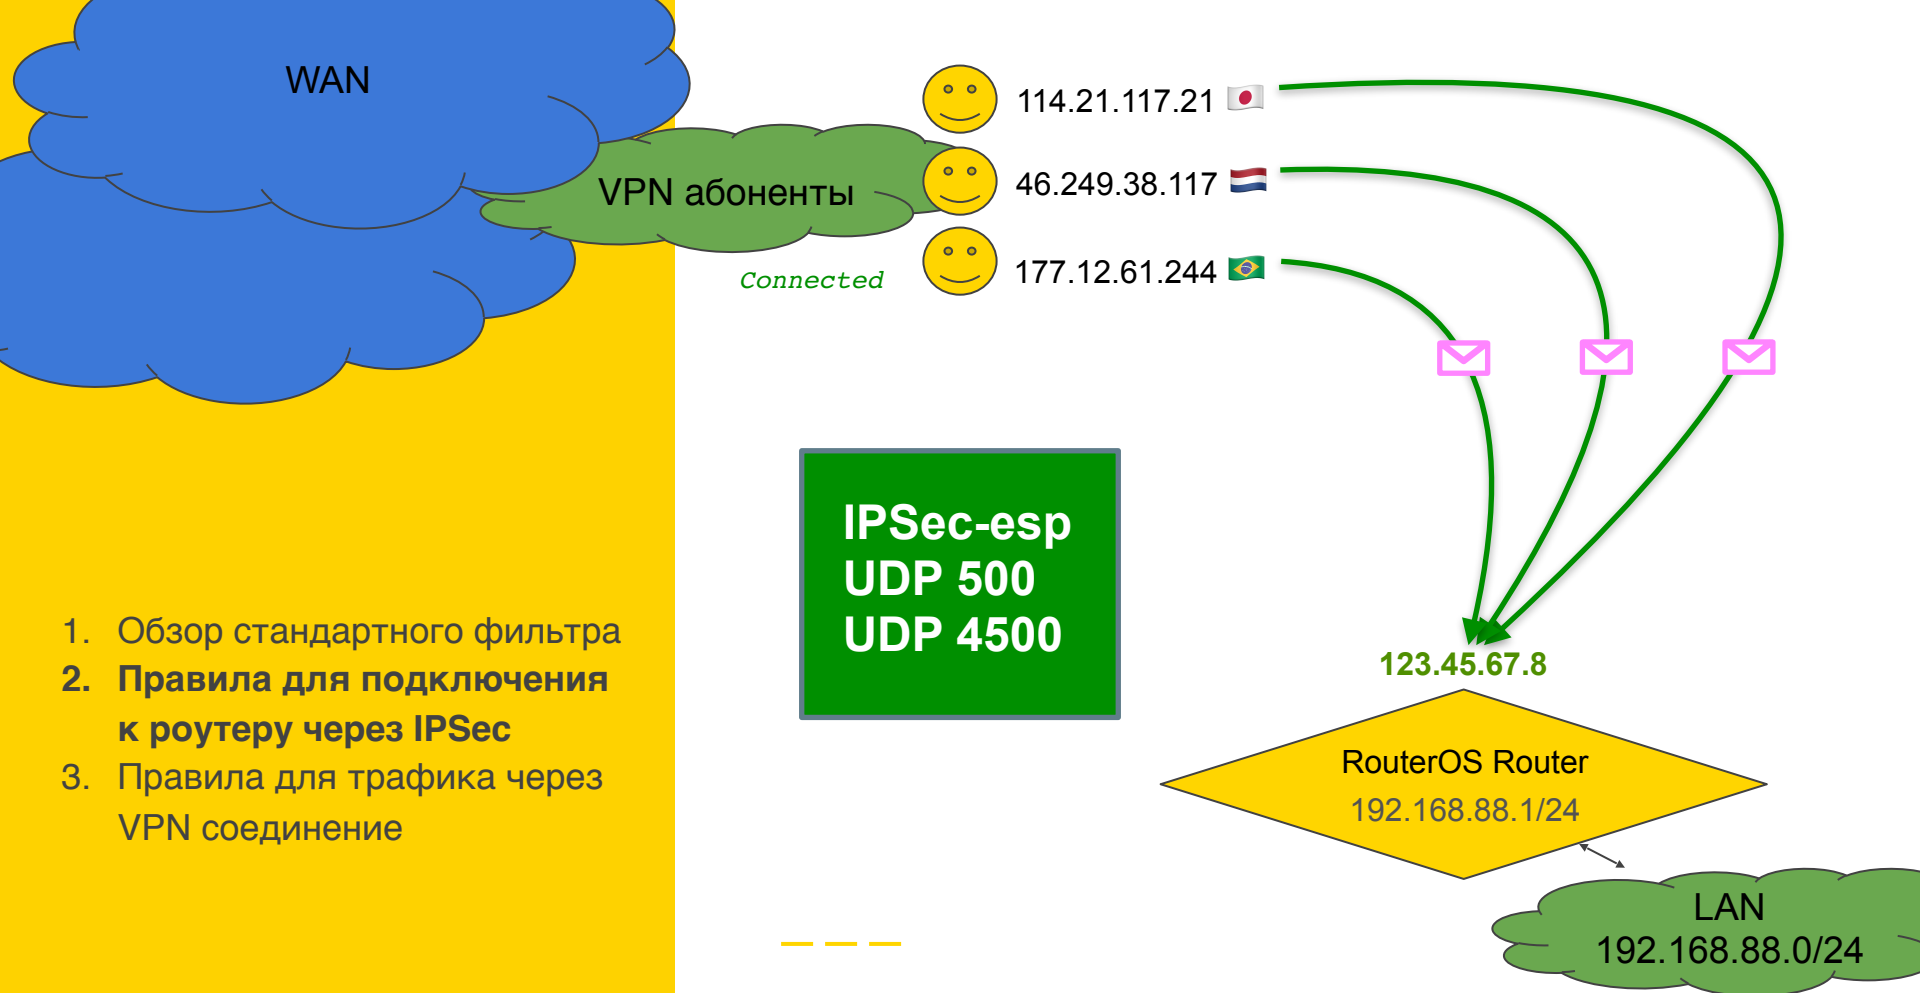 WAN
VPN абоненты
Connected
114.21.117.21
46.249.38.117
177.12.61.244
IPSec-esp
UDP 500
UDP 4500
1. Обзор стандартного фильтра
2. Правила для подключения
к роутеру через IPSec
3. Правила для трафика через
VPN соединение
123.45.67.8
RouterOS Router
192.168.88.1/24
LAN
192.168.88.0/24